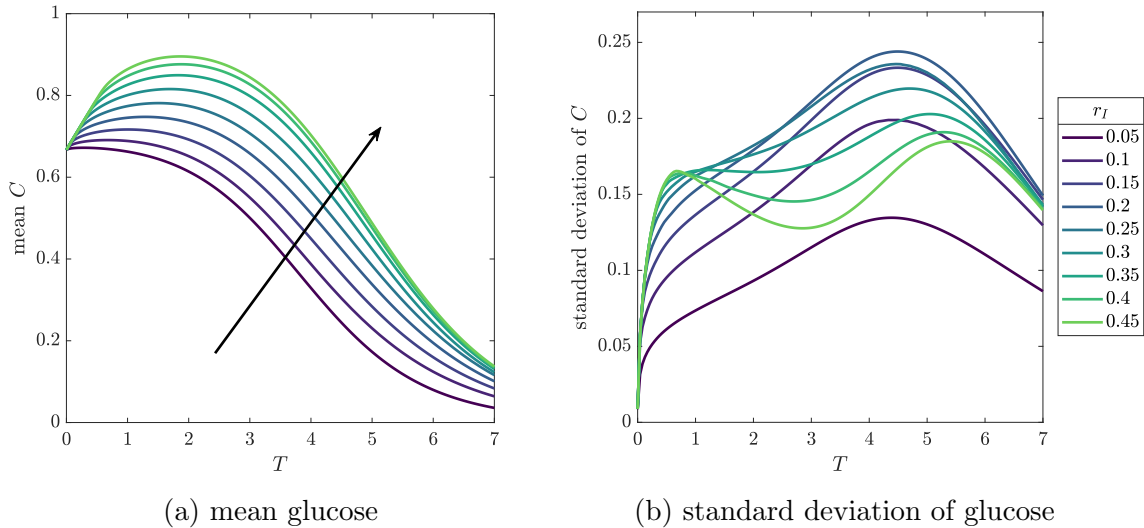 1
0.8
0.6
0.4
0.2
0
mean C
0 1 2 3 4 5 6 7
T
(a) mean glucose
0.25
0.2
0.15
0.1
0.05
0
standard deviation of C
0 1 2 3 4 5 6 7
T
(b) standard deviation of glucose
r_I
0.05
0.1
0.15
0.2
0.25
0.3
0.35
0.4
0.45